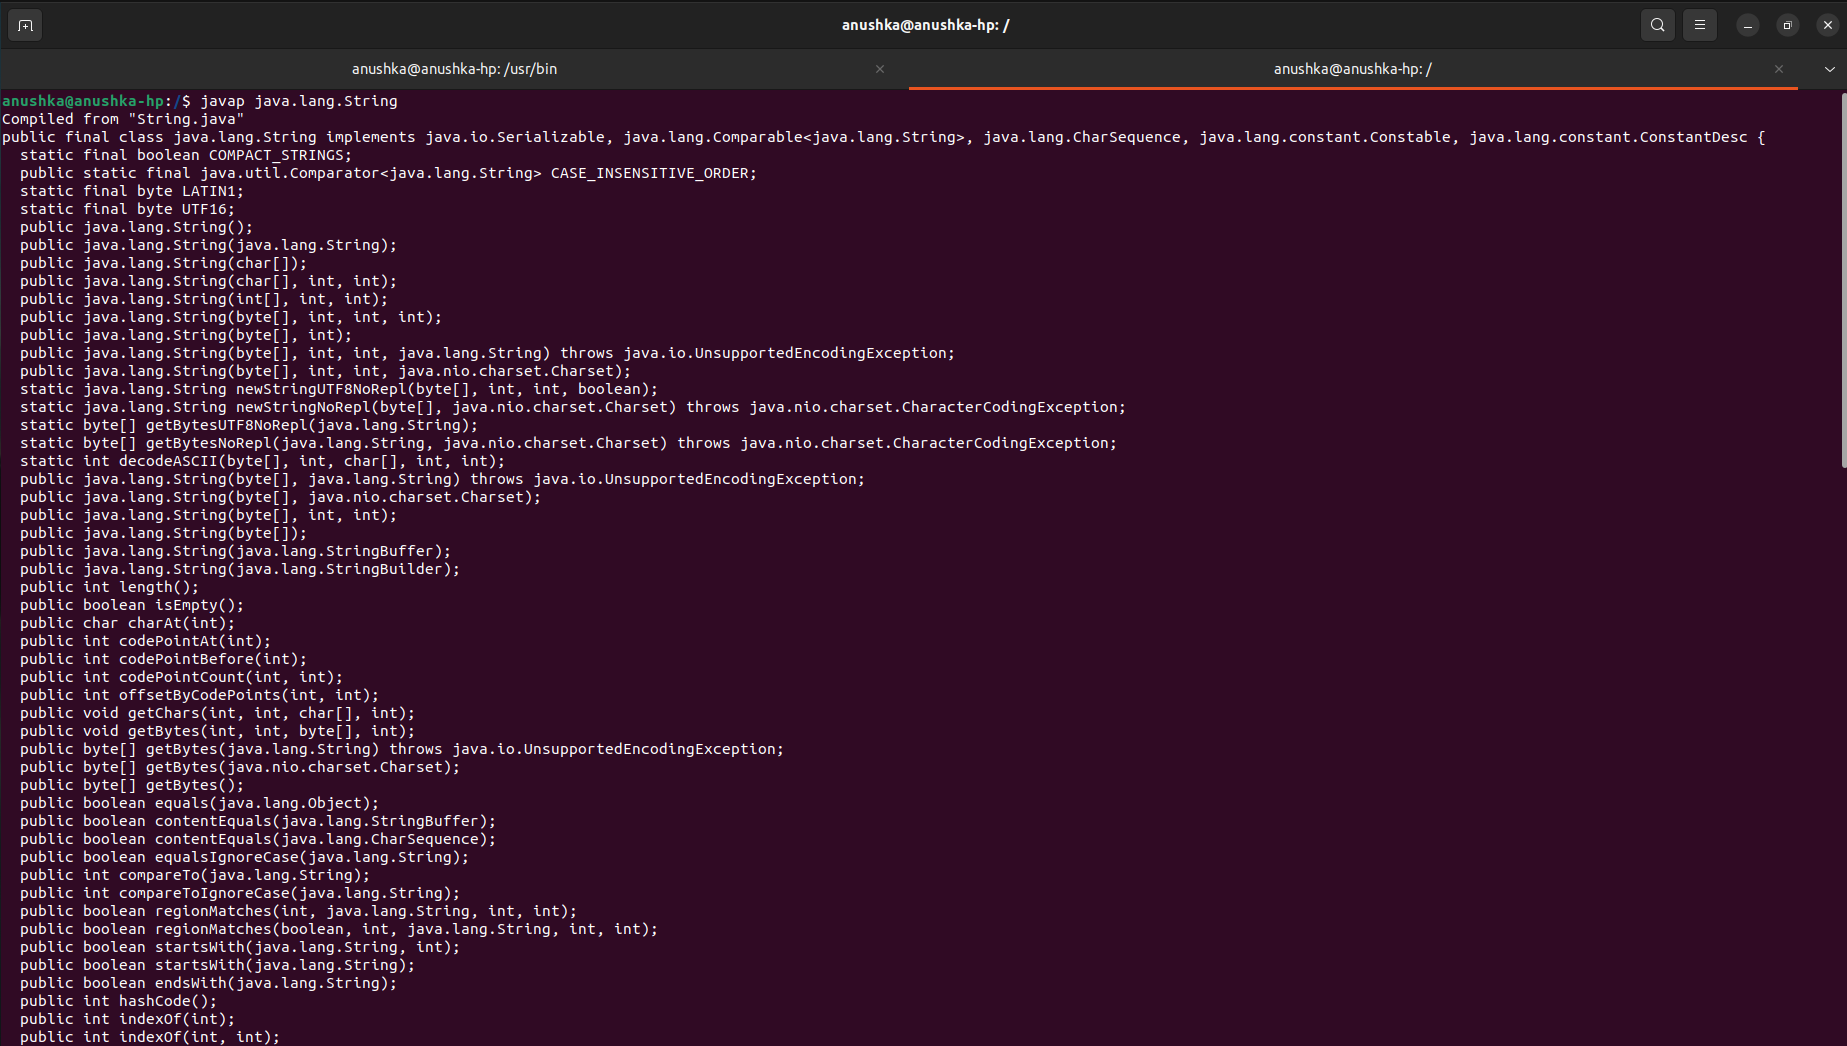 anushka@anushka-hp: /
anushka@anushka-hp: /usr/bin
anushka@anushka-hp: /
anushka@anushka-hp:/$ javap java.lang.String
Compiled from "String.java"
public final class java.lang.String implements java.io.Serializable, java.lang.Comparable<java.lang.String>, java.lang.CharSequence, java.lang.constant.Constable, java.lang.constant.ConstantDesc {
  static final boolean COMPACT_STRINGS;
  public static final java.util.Comparator<java.lang.String> CASE_INSENSITIVE_ORDER;
  static final byte LATIN1;
  static final byte UTF16;
  public java.lang.String();
  public java.lang.String(java.lang.String);
  public java.lang.String(char[]);
  public java.lang.String(char[], int, int);
  public java.lang.String(int[], int, int);
  public java.lang.String(byte[], int, int, int);
  public java.lang.String(byte[], int);
  public java.lang.String(byte[], int, int, java.lang.String) throws java.io.UnsupportedEncodingException;
  public java.lang.String(byte[], int, int, java.nio.charset.Charset);
  static java.lang.String newStringUTF8NoRepl(byte[], int, int, boolean);
  static java.lang.String newStringNoRepl(byte[], java.nio.charset.Charset) throws java.nio.charset.CharacterCodingException;
  static byte[] getBytesUTF8NoRepl(java.lang.String);
  static byte[] getBytesNoRepl(java.lang.String, java.nio.charset.Charset) throws java.nio.charset.CharacterCodingException;
  static int decodeASCII(byte[], int, char[], int, int);
  public java.lang.String(byte[], java.lang.String) throws java.io.UnsupportedEncodingException;
  public java.lang.String(byte[], java.nio.charset.Charset);
  public java.lang.String(byte[], int, int);
  public java.lang.String(byte[]);
  public java.lang.String(java.lang.StringBuffer);
  public java.lang.String(java.lang.StringBuilder);
  public int length();
  public boolean isEmpty();
  public char charAt(int);
  public int codePointAt(int);
  public int codePointBefore(int);
  public int codePointCount(int, int);
  public int offsetByCodePoints(int, int);
  public void getChars(int, int, char[], int);
  public void getBytes(int, int, byte[], int);
  public byte[] getBytes(java.lang.String) throws java.io.UnsupportedEncodingException;
  public byte[] getBytes(java.nio.charset.Charset);
  public byte[] getBytes();
  public boolean equals(java.lang.Object);
  public boolean contentEquals(java.lang.StringBuffer);
  public boolean contentEquals(java.lang.CharSequence);
  public boolean equalsIgnoreCase(java.lang.String);
  public int compareTo(java.lang.String);
  public int compareToIgnoreCase(java.lang.String);
  public boolean regionMatches(int, java.lang.String, int, int);
  public boolean regionMatches(boolean, int, java.lang.String, int, int);
  public boolean startsWith(java.lang.String, int);
  public boolean startsWith(java.lang.String);
  public boolean endsWith(java.lang.String);
  public int hashCode();
  public int indexOf(int);
  public int indexOf(int, int);